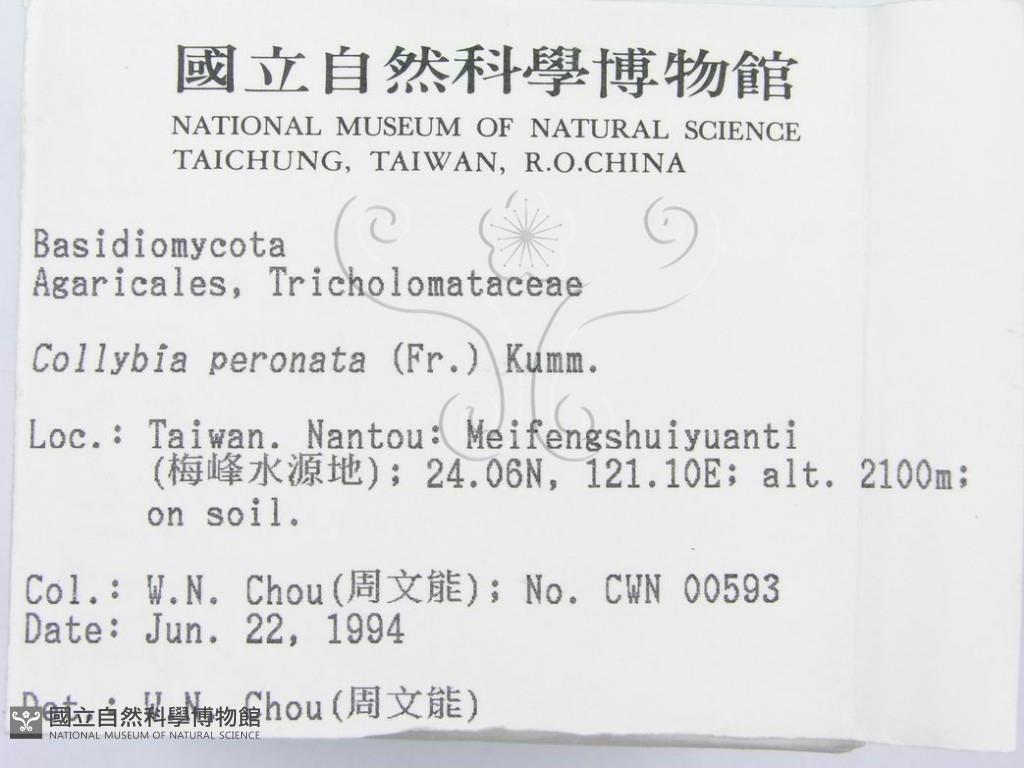 國立自然科學博物館
NATIONAL MUSEUM OF NATURAL SCIENCE
TAICHUNG, TAIWAN, R.O.CHINA
Basidiomycota
Agaricales, Tricholomataceae
Collybia peronata (Fr.) Kumm.
Loc.: Taiwan. Nantou: Meifengshuiyuanti
(梅峰水源地); 24.06N, 121.10E; alt. 2100m;
on soil.
Col.: W.N. Chou(周文能); No. CWN 00593
Date: Jun. 22, 1994
Det.: W.N. Chou(周文能)
國立自然科學博物館
NATIONAL MUSEUM OF NATURAL SCIENCE